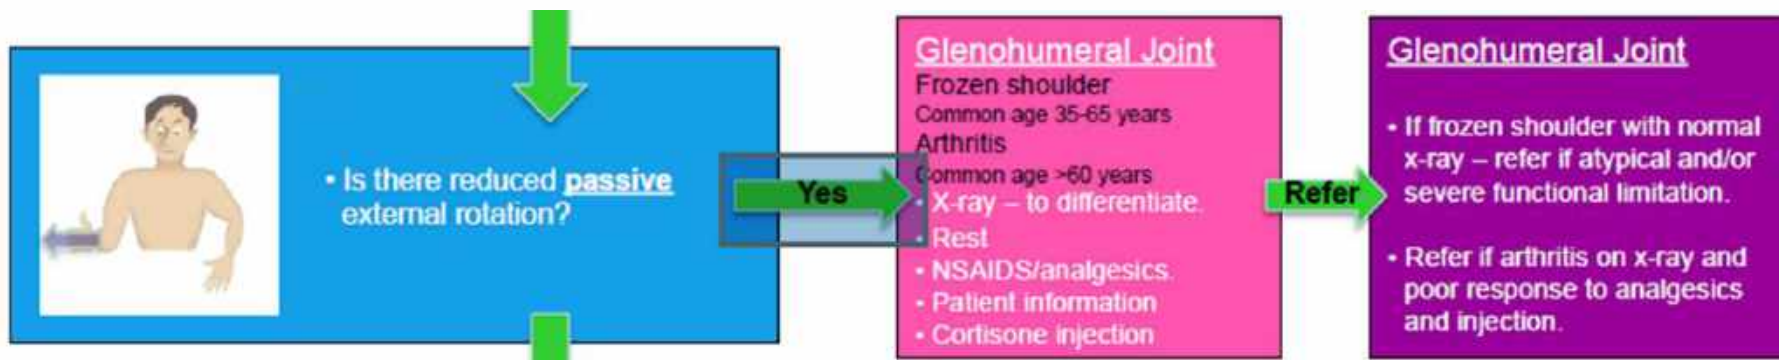 • Is there reduced passive
external rotation?
Yes
Glenohumeral Joint
Frozen shoulder
Common age 35-65 years
Arthritis
Common age >60 years
• X-ray – to differentiate.
• Rest
• NSAIDS/analgesics.
• Patient information
• Cortisone injection
Refer
Glenohumeral Joint
• If frozen shoulder with normal
x-ray – refer if atypical and/or
severe functional limitation.
• Refer if arthritis on x-ray and
poor response to analgesics
and injection.